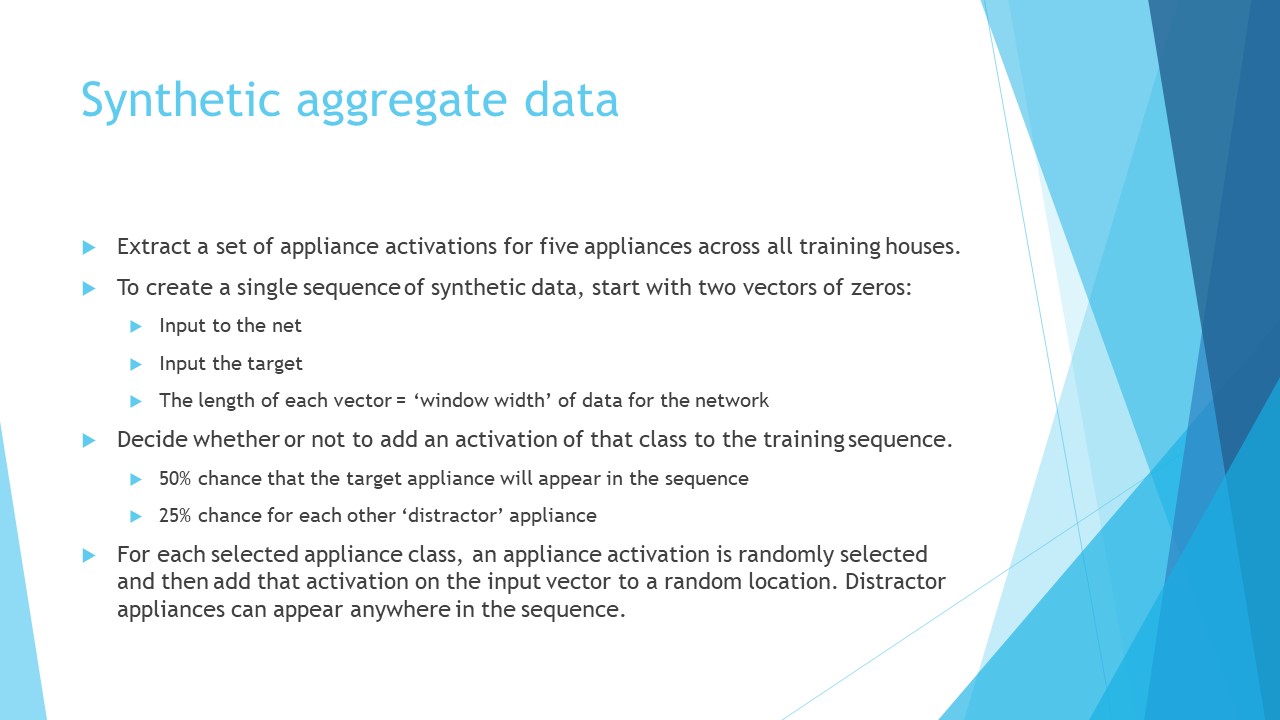 Synthetic aggregate data
Extract a set of appliance activations for five appliances across all training houses.
To create a single sequence of synthetic data, start with two vectors of zeros:
Input to the net
Input the target
The length of each vector = ‘window width’ of data for the network
Decide whether or not to add an activation of that class to the training sequence.
50% chance that the target appliance will appear in the sequence
25% chance for each other ‘distractor’ appliance
For each selected appliance class, an appliance activation is randomly selected
and then add that activation on the input vector to a random location. Distractor
appliances can appear anywhere in the sequence.